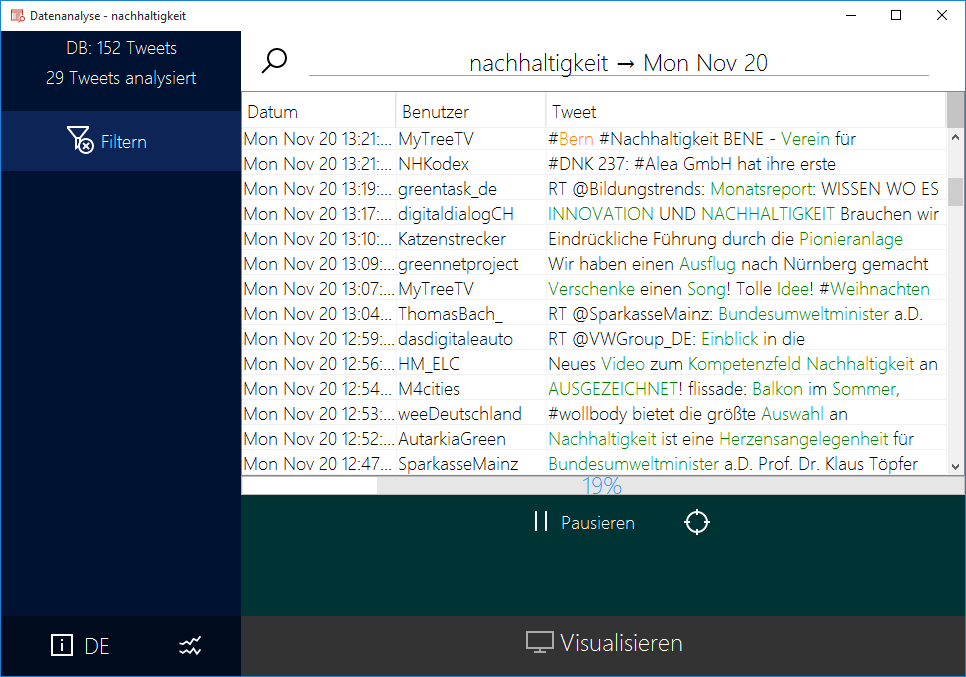 Datenanalyse - nachhaltigkeit
DB: 152 Tweets
29 Tweets analysiert
Filtern
nachhaltigkeit → Mon Nov 20
Datum Benutzer Tweet
Mon Nov 20 13:21:... MyTreeTV #Bern #Nachhaltigkeit BENE - Verein für
Mon Nov 20 13:21:... NHKodex #DNK 237: #Alea GmbH hat ihre erste
Mon Nov 20 13:19:... greentask_de RT @Bildungstrends: Monatsreport: WISSEN WO ES
Mon Nov 20 13:17:... digitaldialogCH INNOVATION UND NACHHALTIGKEIT Brauchen wir
Mon Nov 20 13:10:... Katzenstrecker Eindrückliche Führung durch die Pionieranlage
Mon Nov 20 13:09:... greennetproject Wir haben einen Ausflug nach Nürnberg gemacht
Mon Nov 20 13:07:... MyTreeTV Verschenke einen Song! Tolle Idee! #Weihnachten
Mon Nov 20 13:04... ThomasBach_ RT @SparkasseMainz: Bundesumweltminister a.D.
Mon Nov 20 12:59:... dasdigitaleauto RT @VWGroup_DE: Einblick in die
Mon Nov 20 12:56:... HM_ELC Neues Video zum Kompetenzfeld Nachhaltigkeit an
Mon Nov 20 12:54... M4cities AUSGEZEICHNET! flissade: Balkon im Sommer,
Mon Nov 20 12:53:... weeDeutschland #wollbody bietet die größte Auswahl an
Mon Nov 20 12:52:... AutarkiaGreen Nachhaltigkeit ist eine Herzensangelegenheit für
Mon Nov 20 12:47... SparkasseMainz Bundesumweltminister a.D. Prof. Dr. Klaus Töpfer
19%
Pausieren
DE
Visualisieren